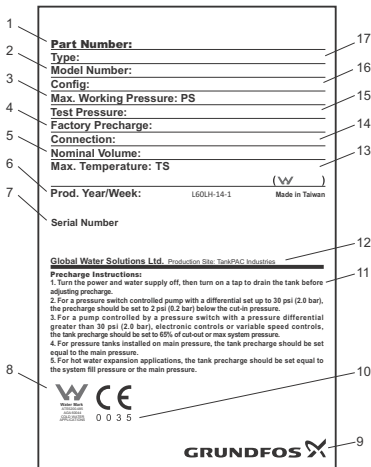 1
Part Number:
17
Type:
2
Model Number:
16
Config:
3
Max. Working Pressure: PS
15
Test Pressure:
4
Factory Precharge:
14
Connection:
5
Nominal Volume:
13
Max. Temperature: TS
6
( W )
Prod. Year/Week: L60LH-14-1 Made in Taiwan
7
Serial Number
12
Global Water Solutions Ltd. Production Site: TankPAC Industries
Precharge Instructions:
11
1. Turn the power and water supply off, then turn on a tap to drain the tank before
adjusting precharge.
2. For a pressure switch controlled pump with a differential set up to 30 psi (2.0 bar),
the precharge should be set to 2 psi (0.2 bar) below the cut-in pressure.
3. For a pump controlled by a pressure switch with a pressure differential
greater than 30 psi (2.0 bar), electronic controls or variable speed controls,
the tank precharge should be set to 65% of cut-out or max system pressure.
4. For pressure tanks installed on main pressure, the tank precharge should be set
equal to the main pressure.
5. For hot water expansion applications, the tank precharge should be set equal to
the system fill pressure or the main pressure.
8
10
W CE
Water Mark
COLD WATER
APPLICATIONS
0 0 3 5
9
GRUNDFOS X